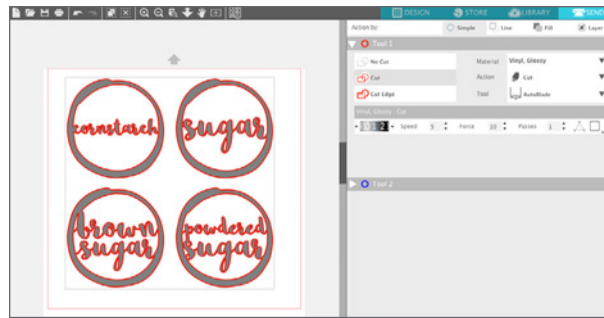 DESIGN STORE LIBRARY SEND
Action by: Simple Line Fill Layer
Tool 1
No Cut Material Vinyl, Glossy
Cut Action Cut
Cut Edge Tool AutoBlade
Vinyl, Glossy : Cut
Speed 5 Force 10 Passes 1
Tool 2
cornstarch sugar
brown powdered
sugar sugar